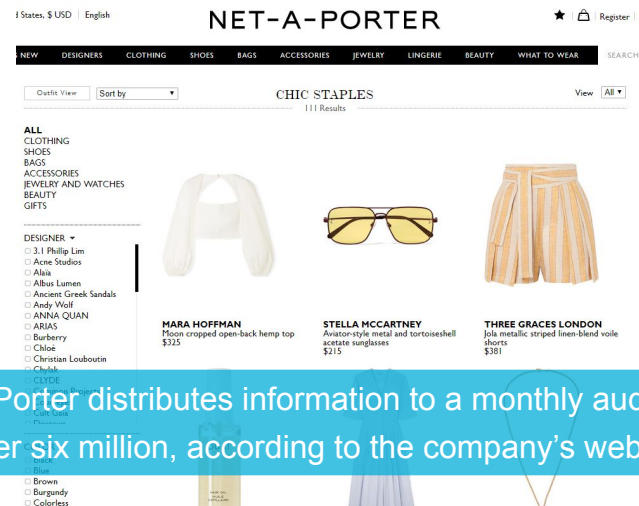 States, $ USD English
NET-A-PORTER
Register
NEW DESIGNERS CLOTHING SHOES BAGS ACCESSORIES JEWELRY LINGERIE BEAUTY WHAT TO WEAR SEARCH
Outfit View Sort by
CHIC STAPLES
View All
111 Results
ALL
CLOTHING
SHOES
BAGS
ACCESSORIES
JEWELRY AND WATCHES
BEAUTY
GIFTS
DESIGNER
3.1 Phillip Lim
Acne Studios
Alaïa
Albus Lumen
Ancient Greek Sandals
Andy Wolf
ANNA QUAN
ARIAS
Burberry
Chloé
Christian Louboutin
Chylak
CLYDE
Common Projects
Cult Gaia
MARA HOFFMAN
Moon cropped open-back hemp top
$325
STELLA MCCARTNEY
Aviator-style metal and tortoiseshell
acetate sunglasses
$215
THREE GRACES LONDON
Jola metallic striped linen-blend voile
shorts
$381
Porter distributes information to a monthly aud
er six million, according to the company's web
Black
Blue
Brown
Burgundy
Colorless